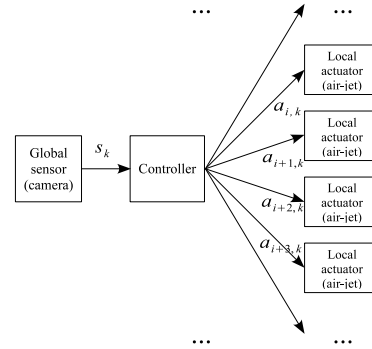 ...
...
Local
actuator
(air-jet)
a_{i,k}
Local
actuator
(air-jet)
a_{i+1,k}
Global
sensor
(camera)
s_k
Controller
Local
actuator
(air-jet)
a_{i+2,k}
Local
actuator
(air-jet)
a_{i+3,k}
...
...